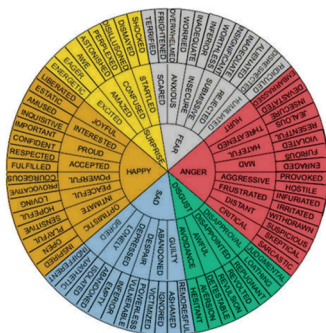 HAPPY
SURPRISE
FEAR
ANGER
DISGUST
SAD
JOYFUL
INTERESTED
PROUD
ACCEPTED
POWERFUL
PEACEFUL
INTIMATE
OPTIMISTIC
EXCITED
AMAZED
CONFUSED
STARTLED
SCARED
ANXIOUS
INSECURE
SUBMISSIVE
REJECTED
HUMILIATED
HURT
THREATENED
HATEFUL
MAD
AGGRESSIVE
FRUSTRATED
DISTANT
CRITICAL
DISAPPROVAL
AWFUL
AVOIDANCE
GUILTY
ABANDONED
DESPAIR
DEPRESSED
LONELY
BORED
LIBERATED
ESTATIC
AMUSED
INQUISITIVE
IMPORTANT
CONFIDENT
RESPECTED
FULFILLED
COURAGEOUS
PROVOCATIVE
LOVING
HOPEFUL
SENSITIVE
PLAYFUL
OPEN
INSPIRED
ENERGETIC
EAGER
AWE
ASTONISHED
PERPLEXED
DISILLUSIONED
DISMAYED
SHOCKED
TERRIFIED
FRIGHTENED
OVERWHELMED
WORRIED
INADEQUATE
INFERIOR
WORTHLESS
INSIGNIFICANT
INADEQUATE
ALIENATED
DISRESPECTED
RIDICULED
EMBARRASSED
DEVASTATED
INSECURE
JEALOUS
RESENTFUL
VIOLATED
FURIOUS
ENRAGED
PROVOKED
HOSTILE
INFURIATED
IRRITATED
WITHDRAWN
SUSPICIOUS
SKEPTICAL
SARCASTIC
JUDGMENTAL
LOATHING
REPUGNANT
REVOLTED
REVULSION
DETESTABLE
AVERSION
HESITANT
REMORSEFUL
ASHAMED
IGNORED
VICTIMIZED
POWERLESS
VULNERABLE
INFERIOR
EMPTY
ABANDONED
ISOLATED
APATHETIC
INDIFFERENT